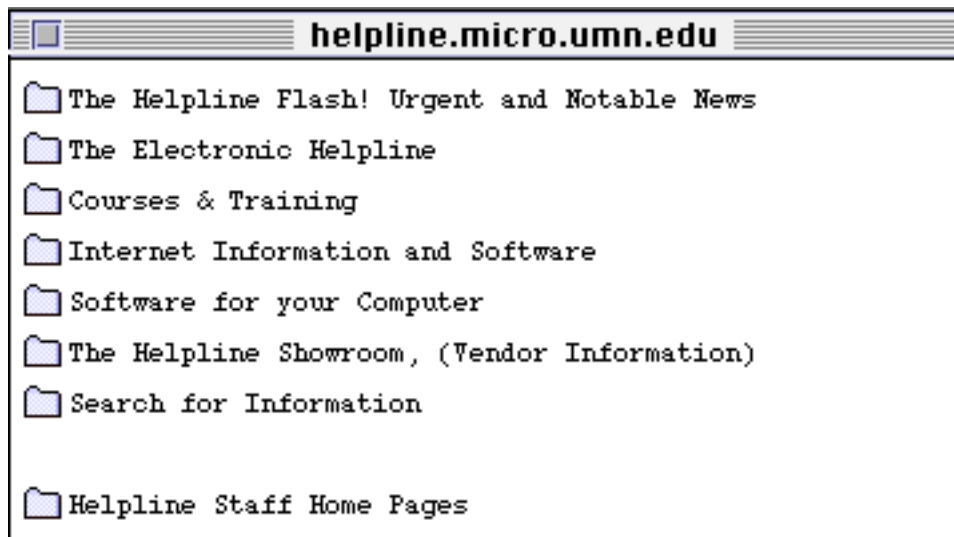 helpline.micro.umn.edu
The Helpline Flash! Urgent and Notable News
The Electronic Helpline
Courses & Training
Internet Information and Software
Software for your Computer
The Helpline Showroom, (Vendor Information)
Search for Information
Helpline Staff Home Pages